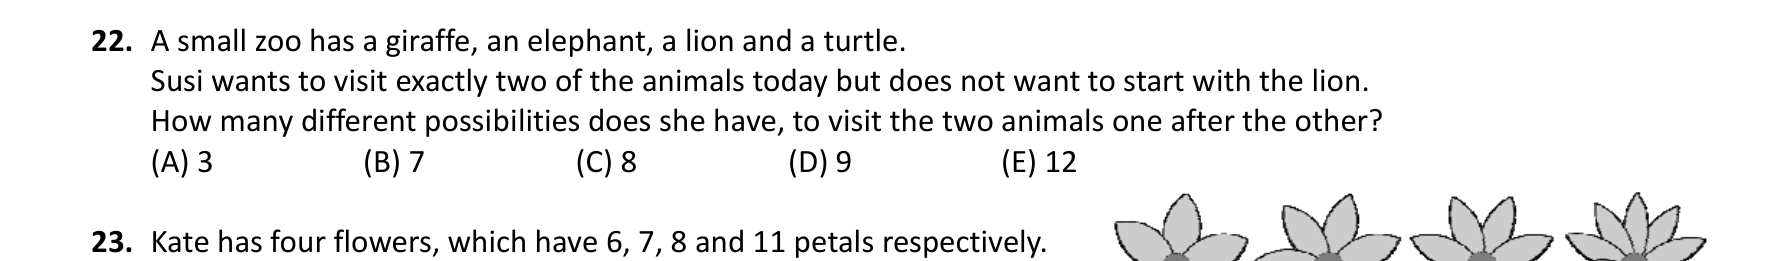 22. A small zoo has a giraffe, an elephant, a lion and a turtle.
Susi wants to visit exactly two of the animals today but does not want to start with the lion.
How many different possibilities does she have, to visit the two animals one after the other?
(A) 3 (B) 7 (C) 8 (D) 9 (E) 12
23. Kate has four flowers, which have 6, 7, 8 and 11 petals respectively.